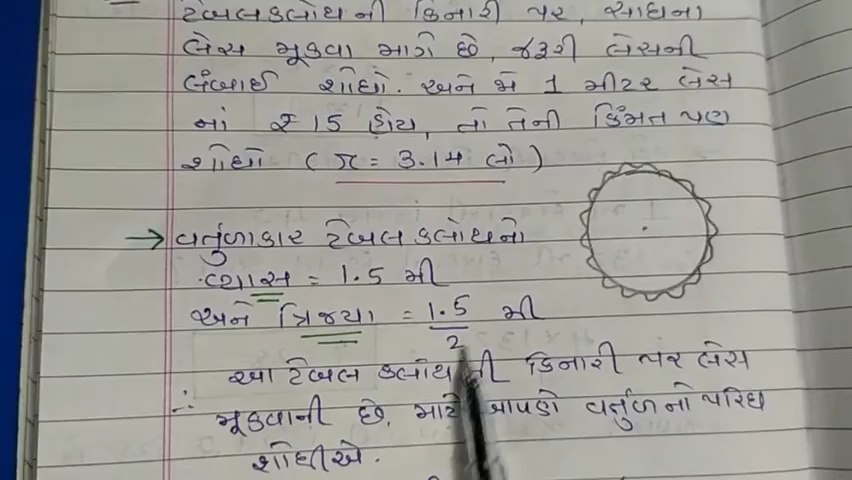 ટેબલક્લોથની કિનારી પર, સાધના
લેસ મૂકવા માગે છે, જરૂરી લેસની
લંબાઈ શોધો. અને એ 1 મીટર લેસ
નાં ₹ 15 હોય, તો તેની કિંમત પણ
શોધો (π = 3.14 લો)
→ વર્તુળાકાર ટેબલ ક્લોથનો
વ્યાસ = 1.5 મી
અને ત્રિજ્યા = 1.5/2 મી
આ ટેબલ ક્લોથની કિનારી પર લેસ
∴ મૂકવાની છે. માટે આપણે વર્તુળનો પરિઘ
શોધીએ.